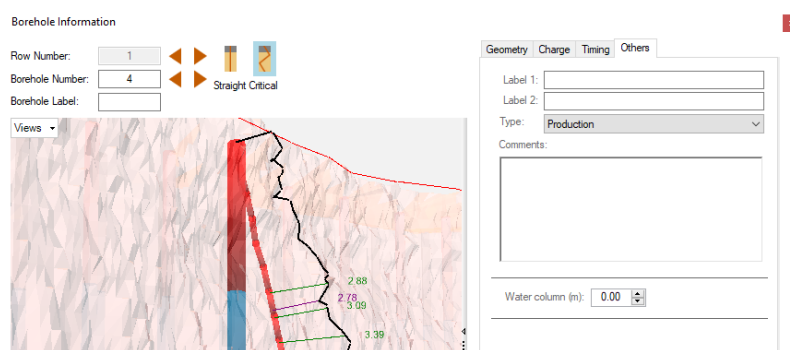 Borehole Information
Row Number: 1
Borehole Number: 4
Straight Critical
Borehole Label:
Views
2.88
2.78
3.09
3.39
Geometry Charge Timing Others
Label 1:
Label 2:
Type: Production
Comments:
Water column (m): 0.00